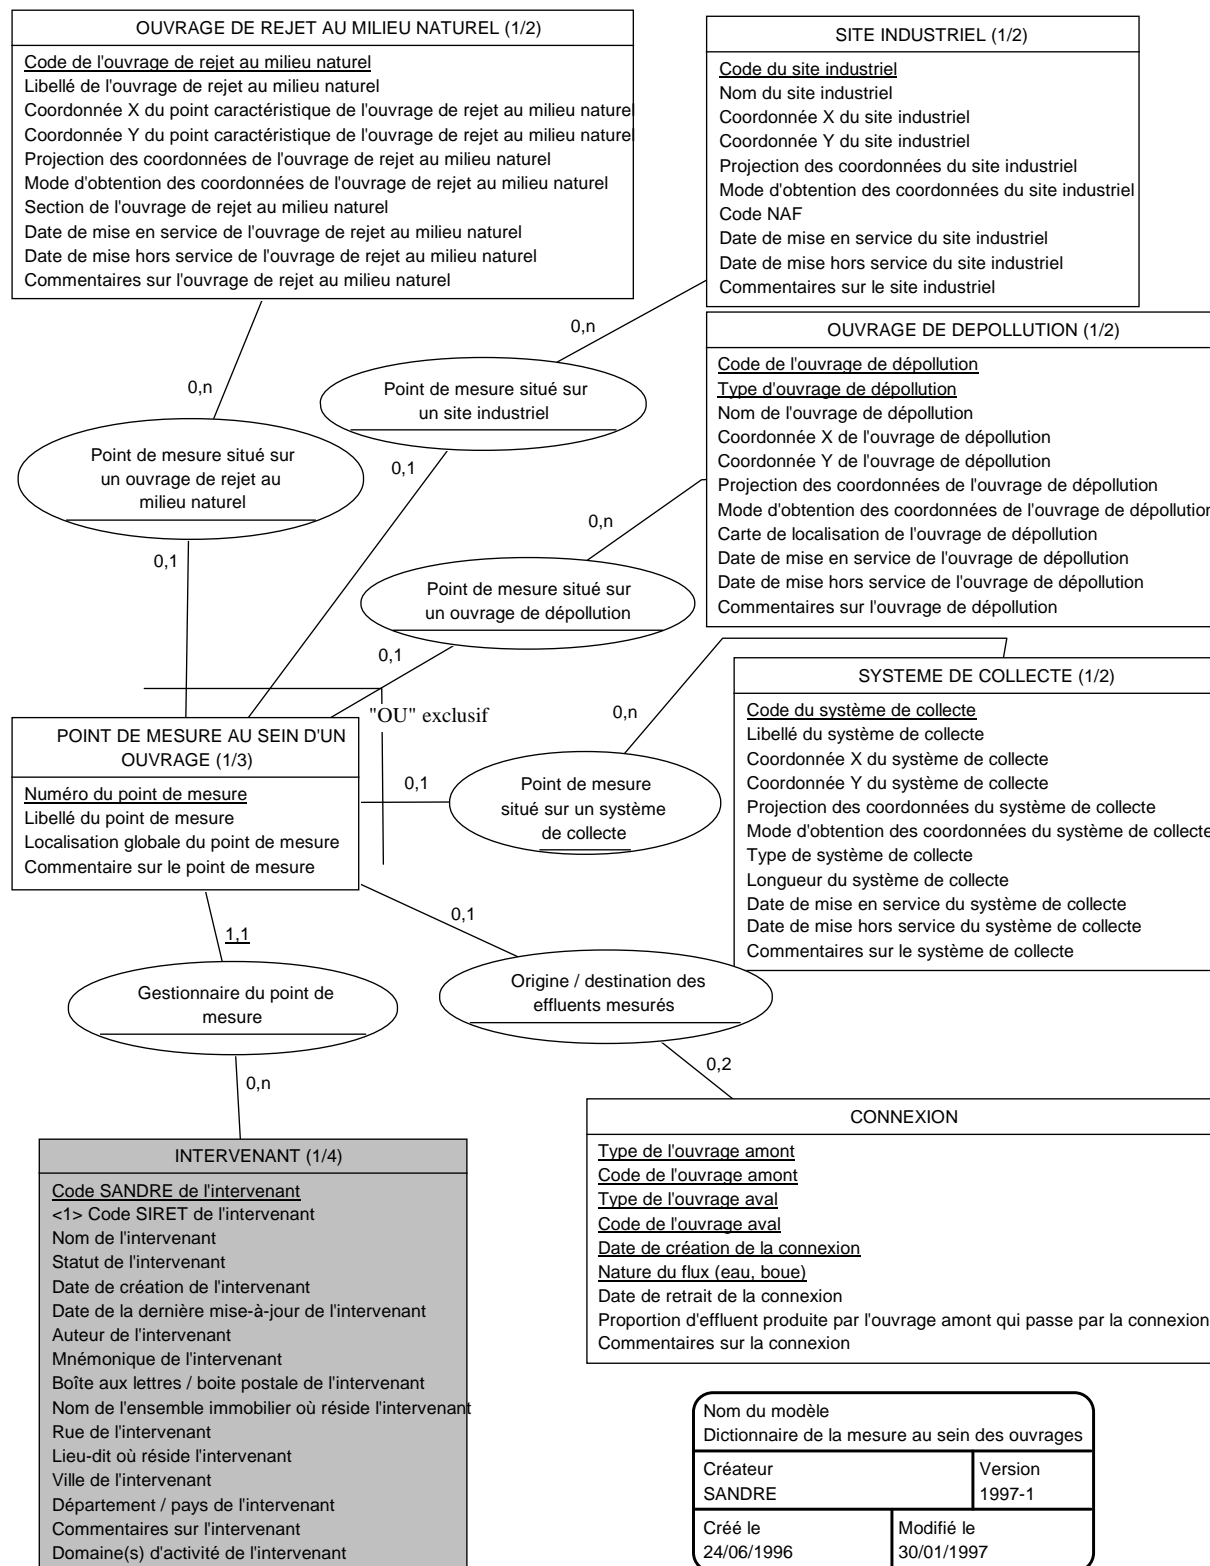 OUVRAGE DE REJET AU MILIEU NATUREL (1/2)
Code de l'ouvrage de rejet au milieu naturel
Libellé de l'ouvrage de rejet au milieu naturel
Coordonnée X du point caractéristique de l'ouvrage de rejet au milieu naturel
Coordonnée Y du point caractéristique de l'ouvrage de rejet au milieu naturel
Projection des coordonnées de l'ouvrage de rejet au milieu naturel
Mode d'obtention des coordonnées de l'ouvrage de rejet au milieu naturel
Section de l'ouvrage de rejet au milieu naturel
Date de mise en service de l'ouvrage de rejet au milieu naturel
Date de mise hors service de l'ouvrage de rejet au milieu naturel
Commentaires sur l'ouvrage de rejet au milieu naturel
SITE INDUSTRIEL (1/2)
Code du site industriel
Nom du site industriel
Coordonnée X du site industriel
Coordonnée Y du site industriel
Projection des coordonnées du site industriel
Mode d'obtention des coordonnées du site industriel
Code NAF
Date de mise en service du site industriel
Date de mise hors service du site industriel
Commentaires sur le site industriel
0,n
Point de mesure situé sur
un site industriel
0,1
0,n
Point de mesure situé sur
un ouvrage de rejet au
milieu naturel
0,1
OUVRAGE DE DEPOLLUTION (1/2)
Code de l'ouvrage de dépollution
Type d'ouvrage de dépollution
Nom de l'ouvrage de dépollution
Coordonnée X de l'ouvrage de dépollution
Coordonnée Y de l'ouvrage de dépollution
Projection des coordonnées de l'ouvrage de dépollution
Mode d'obtention des coordonnées de l'ouvrage de dépollution
Carte de localisation de l'ouvrage de dépollution
Date de mise en service de l'ouvrage de dépollution
Date de mise hors service de l'ouvrage de dépollution
Commentaires sur l'ouvrage de dépollution
0,n
Point de mesure situé sur
un ouvrage de dépollution
0,1
"OU" exclusif
POINT DE MESURE AU SEIN D'UN
OUVRAGE (1/3)
Numéro du point de mesure
Libellé du point de mesure
Localisation globale du point de mesure
Commentaire sur le point de mesure
0,n
0,1
Point de mesure
situé sur un système
de collecte
SYSTEME DE COLLECTE (1/2)
Code du système de collecte
Libellé du système de collecte
Coordonnée X du système de collecte
Coordonnée Y du système de collecte
Projection des coordonnées du système de collecte
Mode d'obtention des coordonnées du système de collecte
Type de système de collecte
Longueur du système de collecte
Date de mise en service du système de collecte
Date de mise hors service du système de collecte
Commentaires sur le système de collecte
1,1
Gestionnaire du point de
mesure
0,n
0,1
Origine / destination des
effluents mesurés
0,2
INTERVENANT (1/4)
Code SANDRE de l'intervenant
<1> Code SIRET de l'intervenant
Nom de l'intervenant
Statut de l'intervenant
Date de création de l'intervenant
Date de la dernière mise-à-jour de l'intervenant
Auteur de l'intervenant
Mnémonique de l'intervenant
Boîte aux lettres / boite postale de l'intervenant
Nom de l'ensemble immobilier où réside l'intervenant
Rue de l'intervenant
Lieu-dit où réside l'intervenant
Ville de l'intervenant
Département / pays de l'intervenant
Commentaires sur l'intervenant
Domaine(s) d'activité de l'intervenant
CONNEXION
Type de l'ouvrage amont
Code de l'ouvrage amont
Type de l'ouvrage aval
Code de l'ouvrage aval
Date de création de la connexion
Nature du flux (eau, boue)
Date de retrait de la connexion
Proportion d'effluent produite par l'ouvrage amont qui passe par la connexion
Commentaires sur la connexion
Nom du modèle
Dictionnaire de la mesure au sein des ouvrages
Créateur
SANDRE
Version
1997-1
Créé le
24/06/1996
Modifié le
30/01/1997